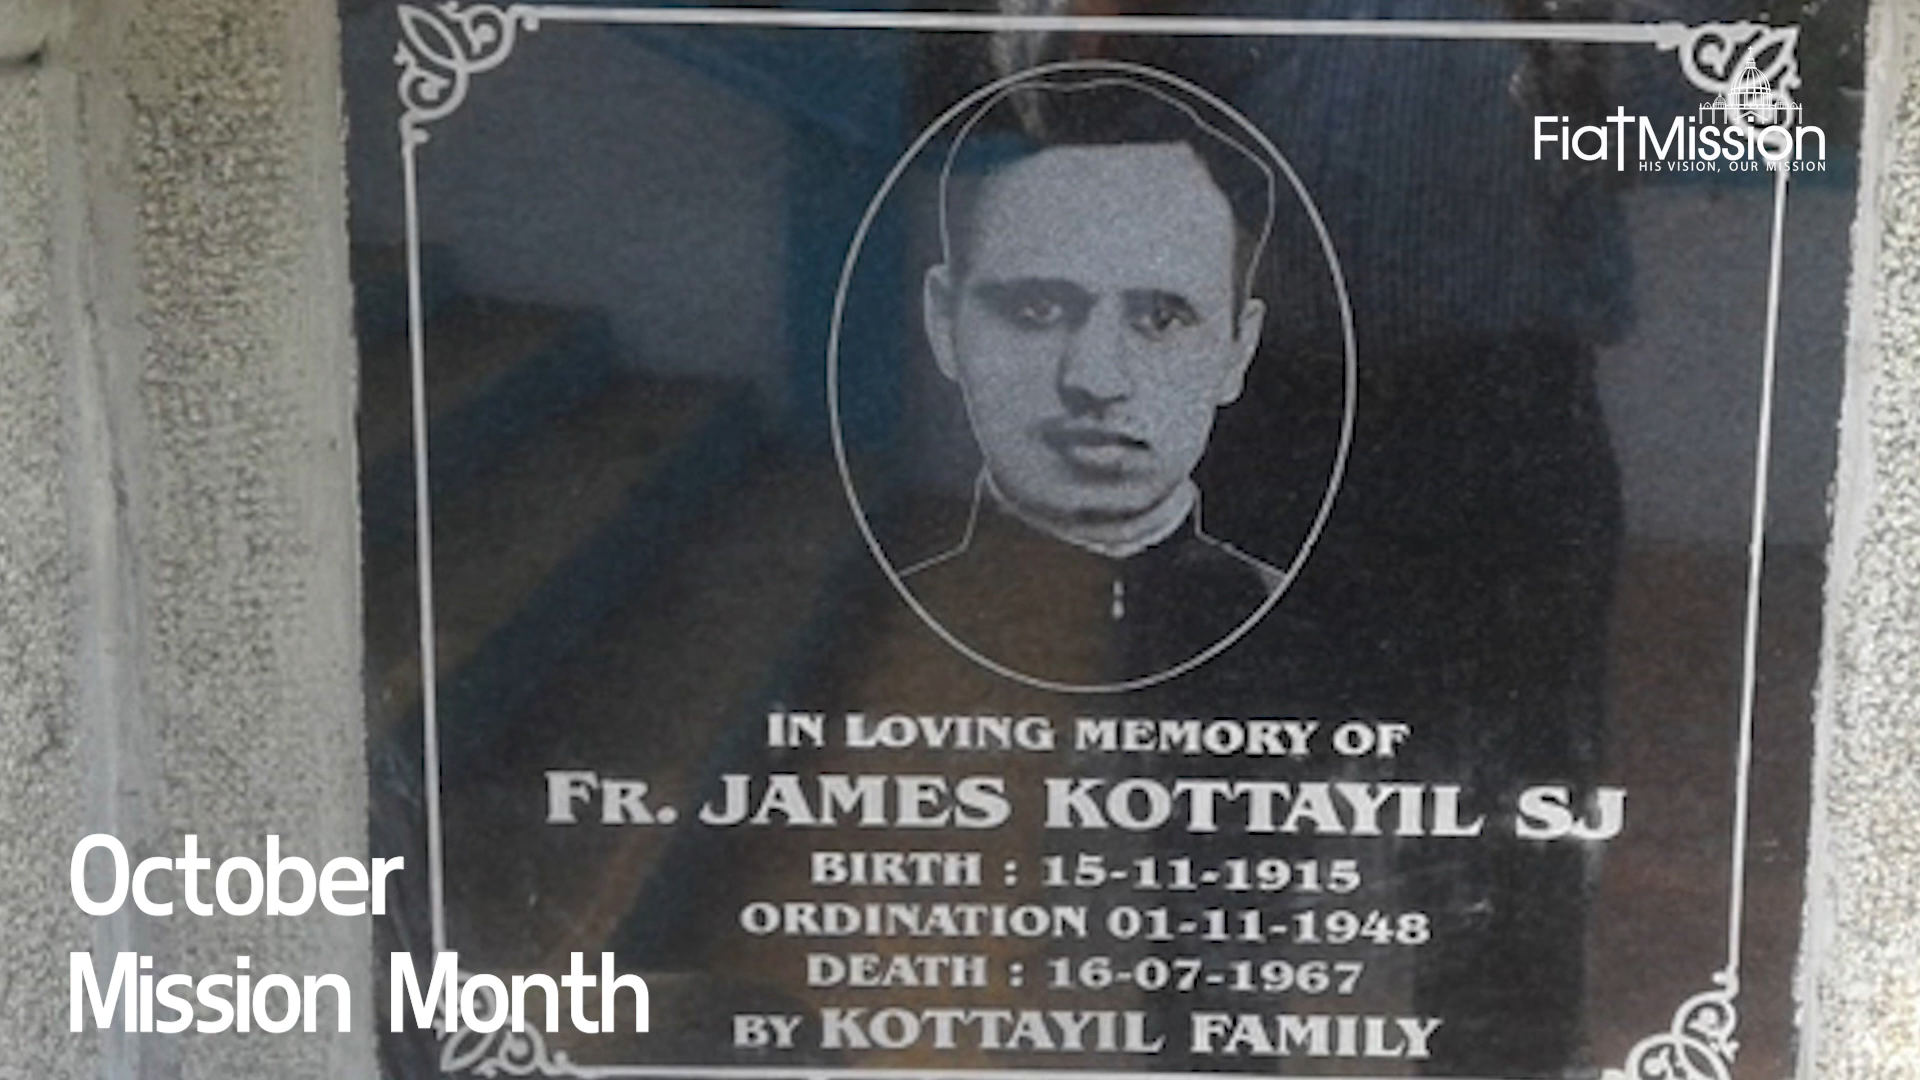 Fiat Mission
HIS VISION, OUR MISSION
IN LOVING MEMORY OF
FR. JAMES KOTTAYIL SJ
BIRTH : 15-11-1915
ORDINATION 01-11-1948
DEATH : 16-07-1967
BY KOTTAYIL FAMILY
October
Mission Month